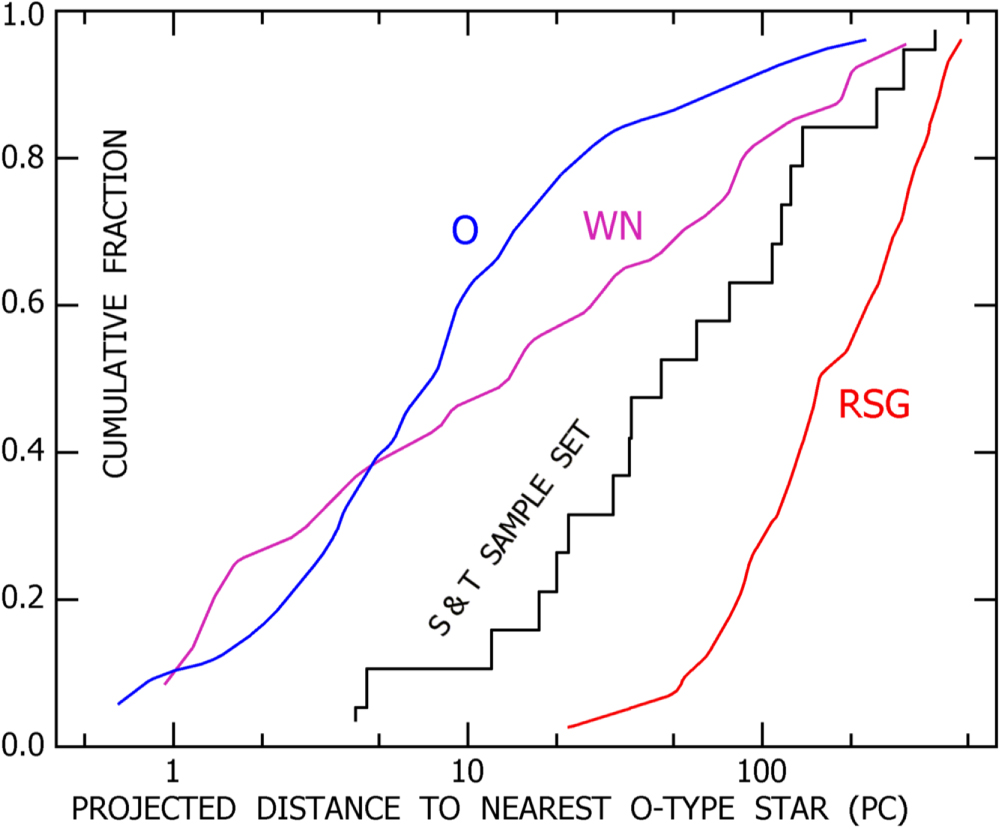 1.0
0.8
0.6
0.4
0.2
0.0
CUMULATIVE FRACTION
O
WN
RSG
S & T SAMPLE SET
1 10 100
PROJECTED DISTANCE TO NEAREST O-TYPE STAR (PC)